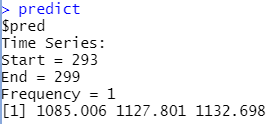 > predict
$pred
Time Series:
Start = 293
End = 299
Frequency = 1
[1] 1085.006 1127.801 1132.698